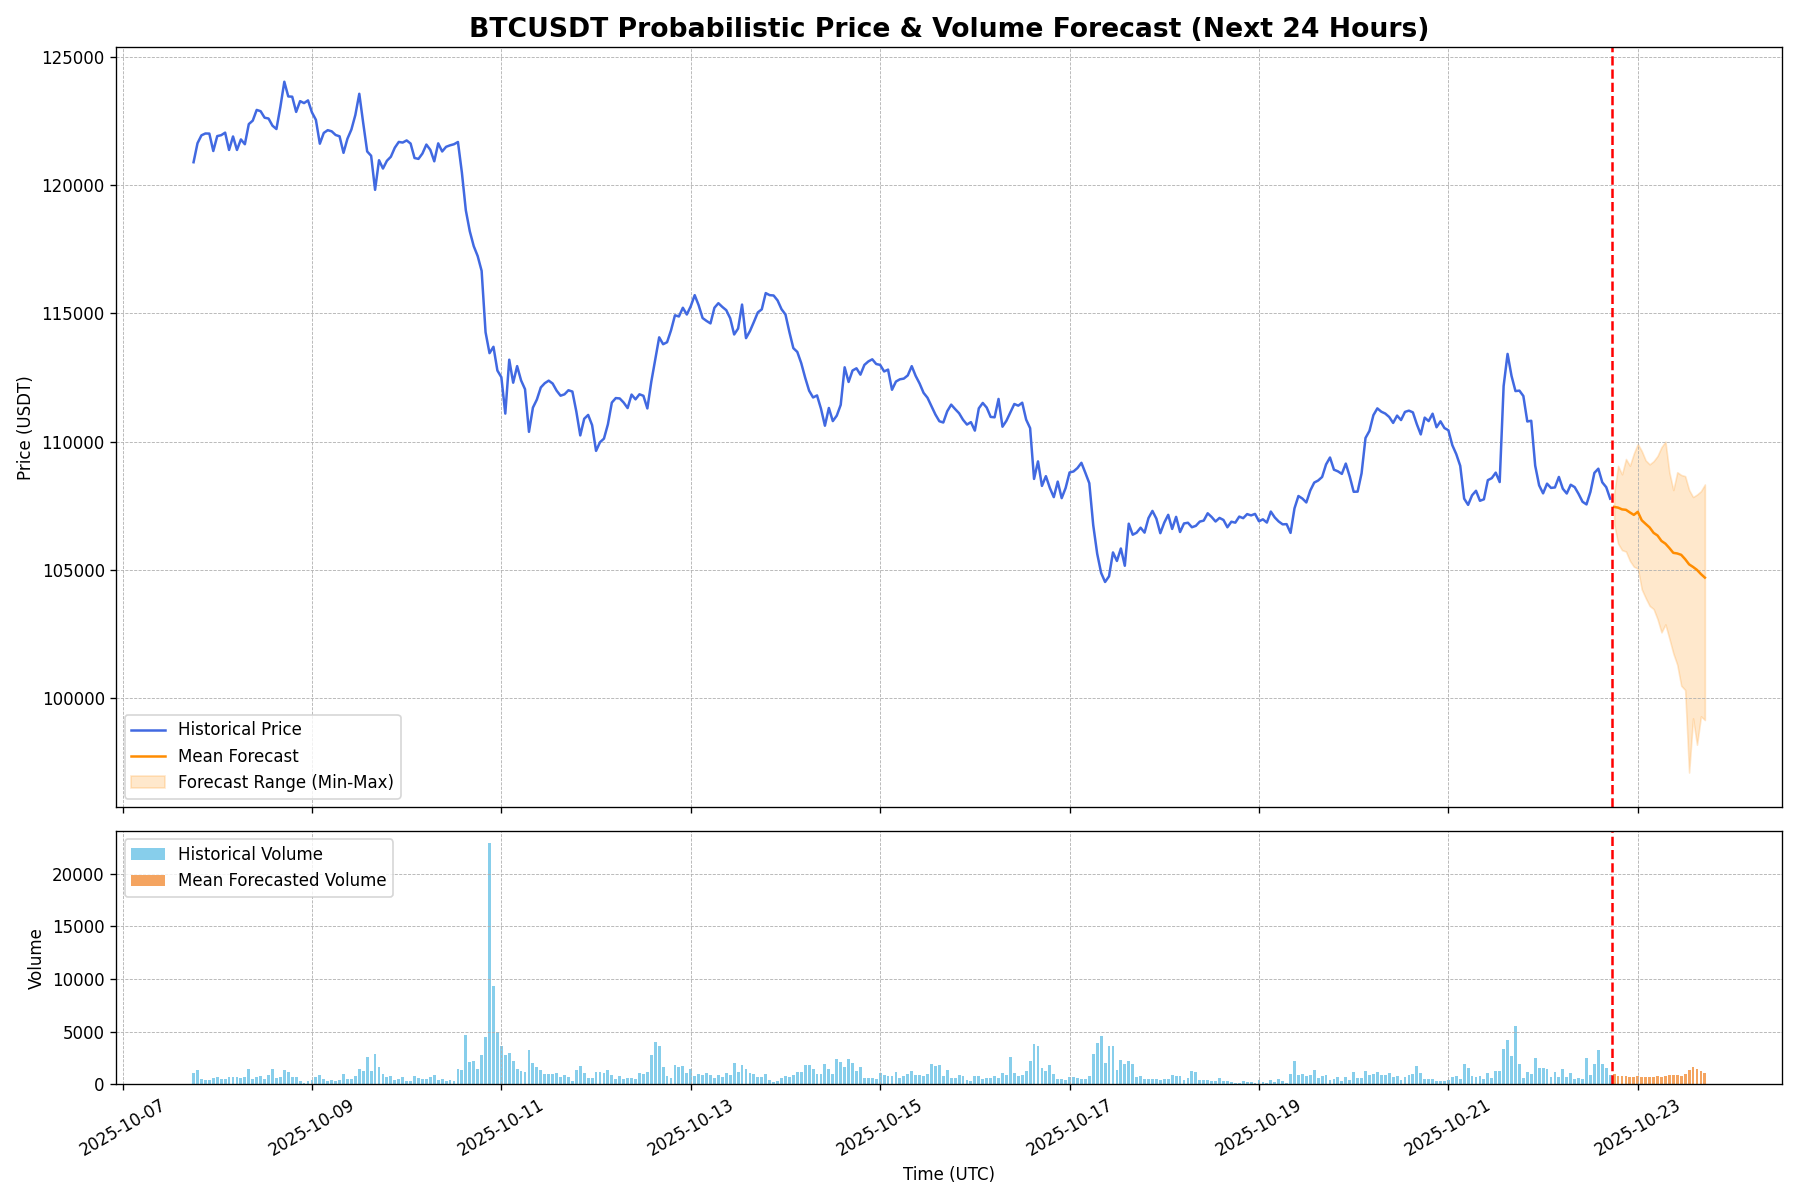 BTCUSDT Probabilistic Price & Volume Forecast (Next 24 Hours)
125000
120000
115000
110000
105000
100000
Price (USDT)
Historical Price
Mean Forecast
Forecast Range (Min-Max)
Historical Volume
Mean Forecasted Volume
20000
15000
10000
5000
0
Volume
2025-10-07
2025-10-09
2025-10-11
2025-10-13
2025-10-15
2025-10-17
2025-10-19
2025-10-21
2025-10-23
Time (UTC)